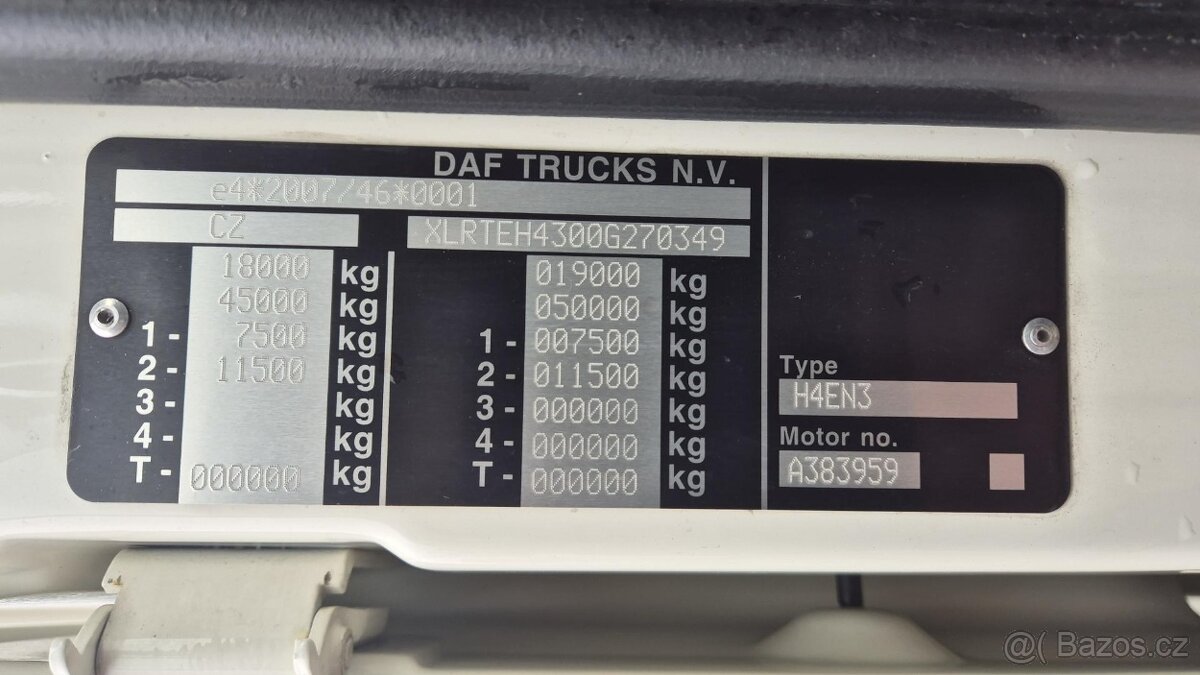 DAF TRUCKS N.V.
e4*2007/46*0001
CZ XLRTEH4300G270349
18000 kg 019000 kg
45000 kg 050000 kg
1- 7500 kg 1- 007500 kg
2- 11500 kg 2- 011500 kg
3- kg 3- 000000 kg
4- kg 4- 000000 kg
T- 000000 kg T- 000000 kg
Type
H4EN3
Motor no.
A383959
Bazos.cz